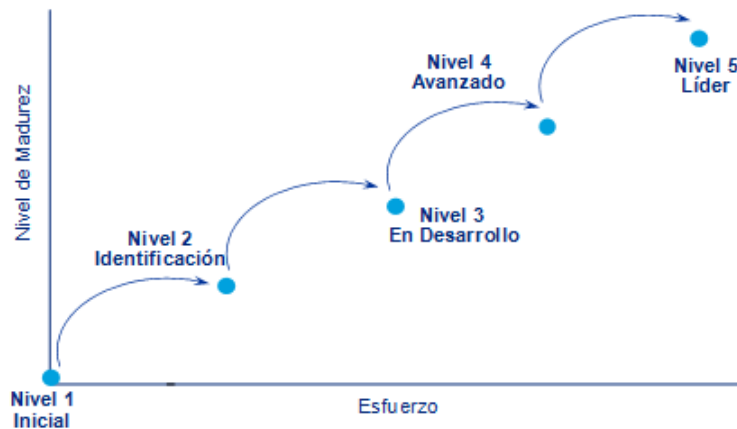 Nivel de Madurez
Nivel 4
Avanzado
Nivel 5
Líder
Nivel 2
Identificación
Nivel 3
En Desarrollo
Nivel 1
Inicial
Esfuerzo